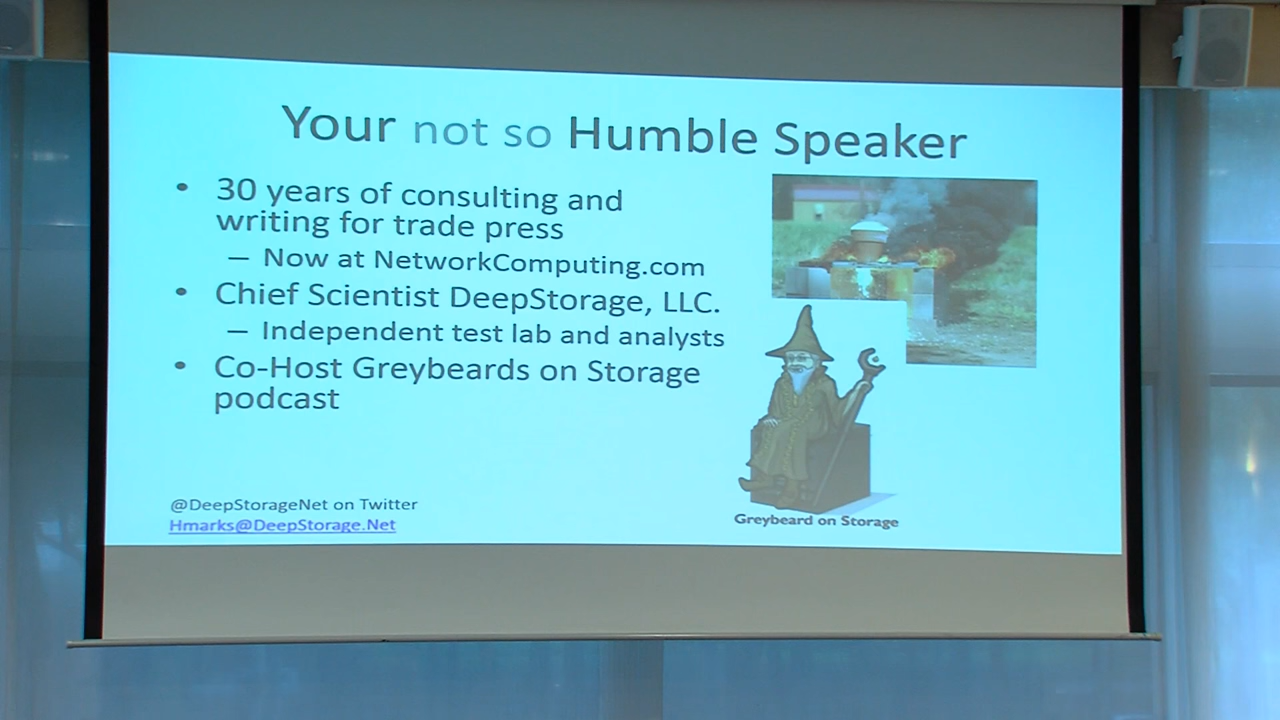 Your not so Humble Speaker
• 30 years of consulting and
writing for trade press
– Now at NetworkComputing.com
• Chief Scientist DeepStorage, LLC.
– Independent test lab and analysts
• Co-Host Greybeards on Storage
podcast
@DeepStorageNet on Twitter
Hmarks@DeepStorage.Net
Greybeard on Storage